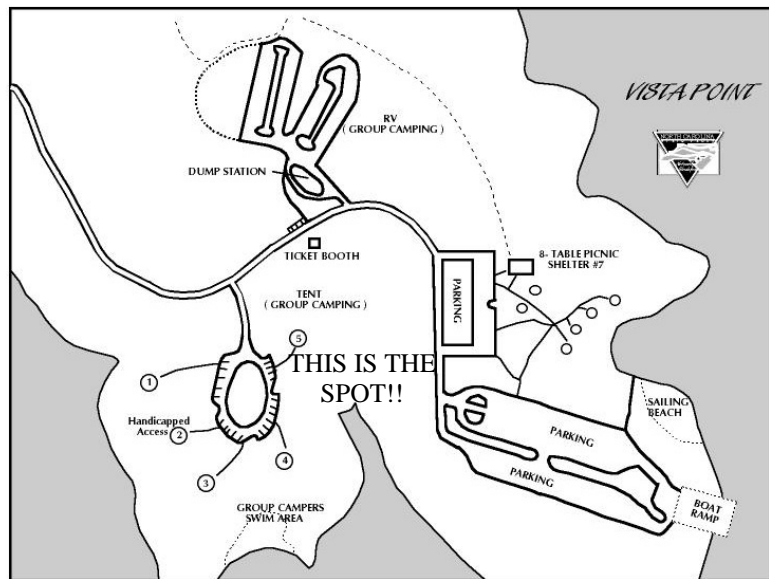 VISTA POINT
NORTH CAROLINA
RV
( GROUP CAMPING )
DUMP STATION
TICKET BOOTH
8- TABLE PICNIC
SHELTER #7
PARKING
TENT
( GROUP CAMPING )
5
THIS IS THE
SPOT!!
1
Handicapped
Access
2
3
4
SAILING
BEACH
PARKING
PARKING
BOAT
RAMP
GROUP CAMPERS
SWIM AREA